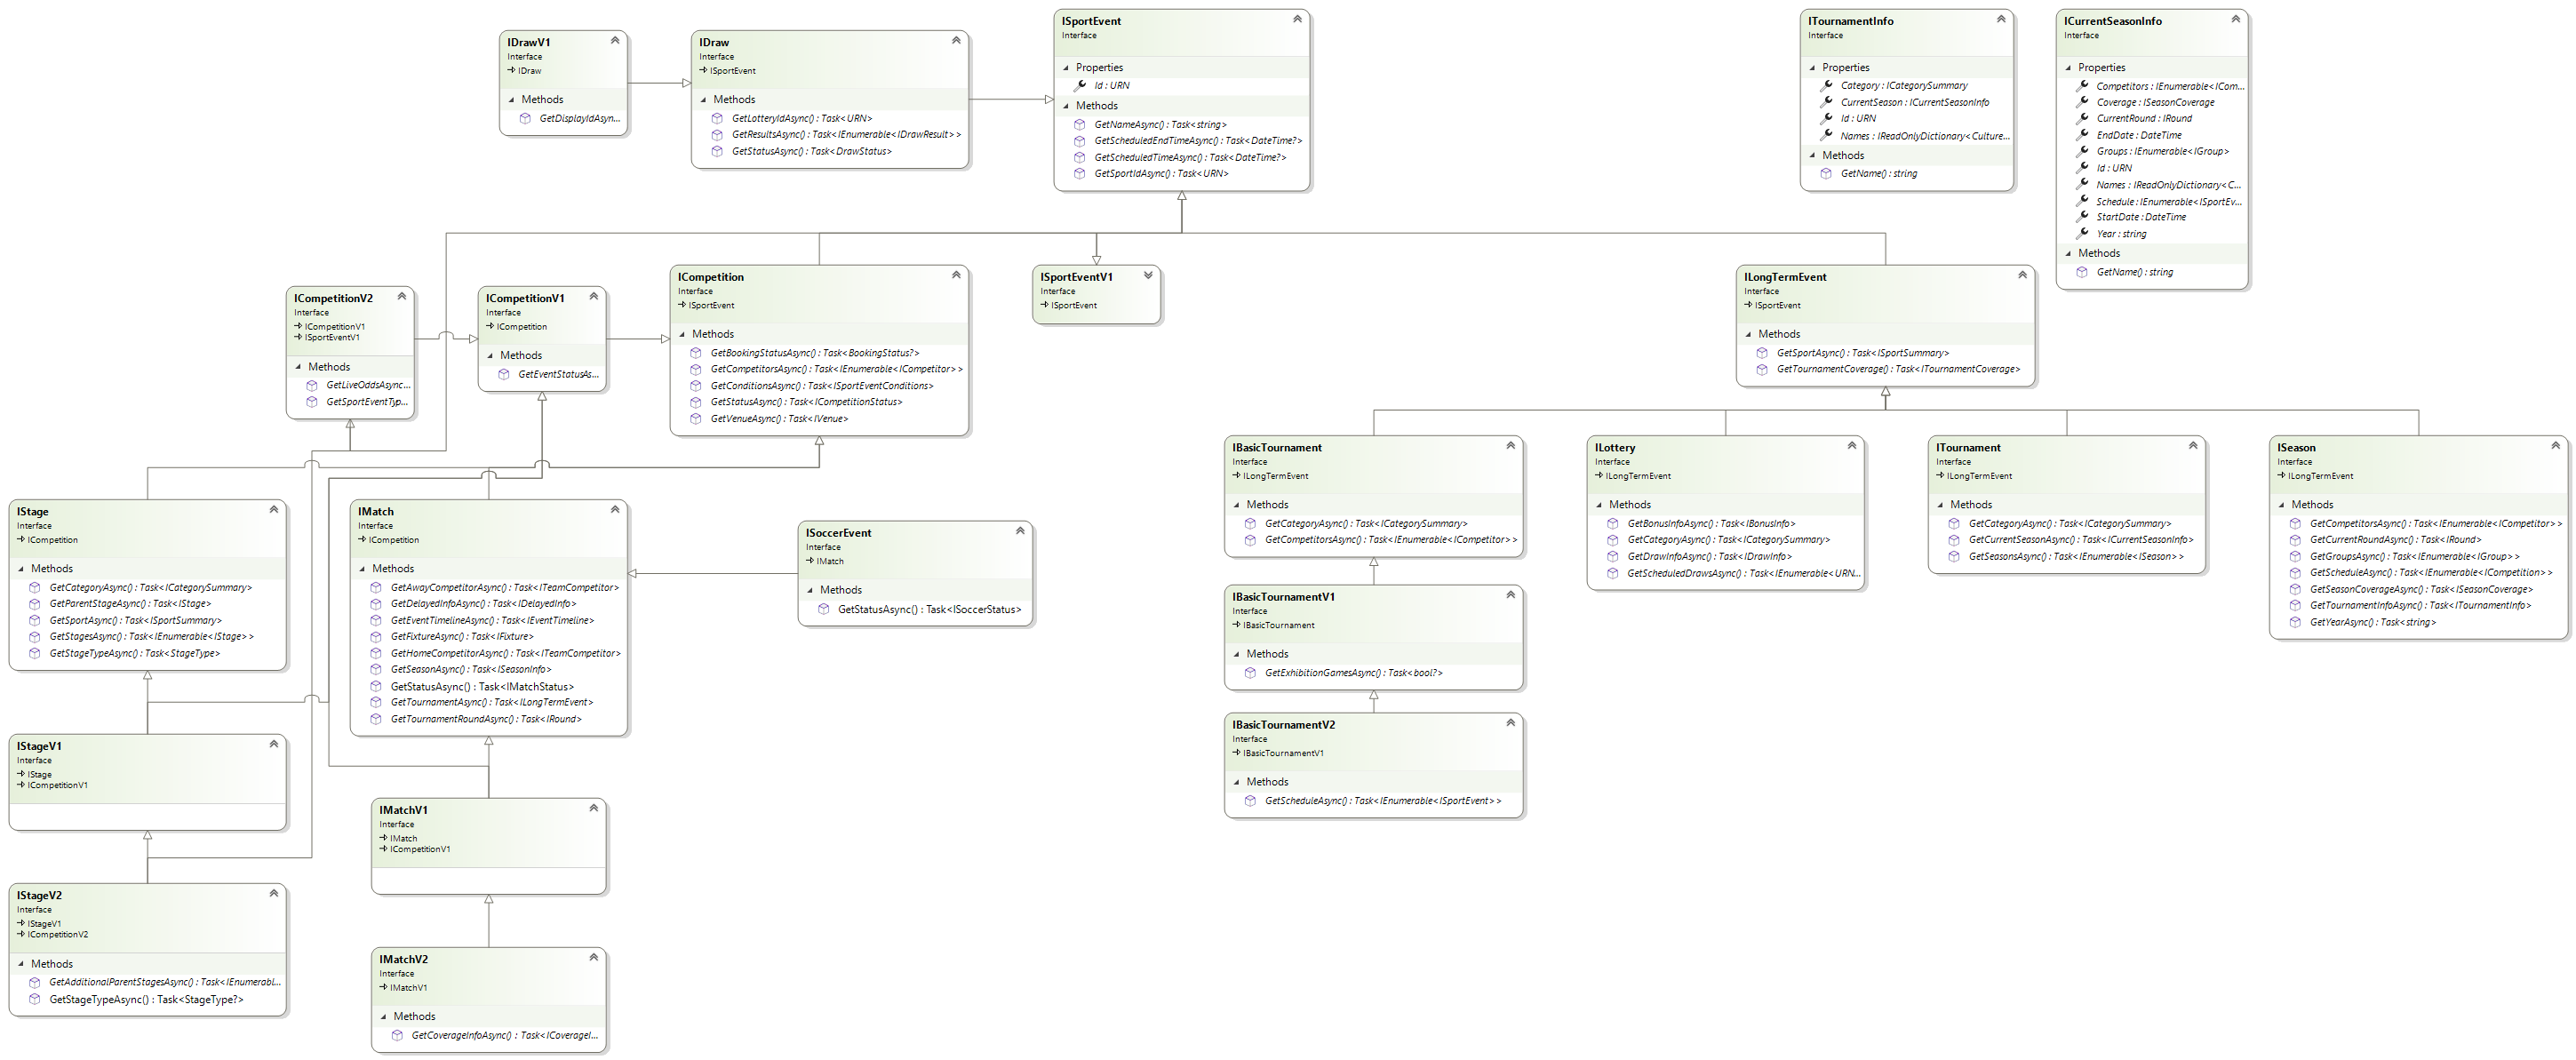 IDrawV1
Interface
IDraw
Methods
GetDisplayIdAsyn...
IDraw
Interface
ISportEvent
Methods
GetLotteryIdAsync() : Task<URN>
GetResultsAsync() : Task<IEnumerable<IDrawResult>>
GetStatusAsync() : Task<DrawStatus>
ISportEvent
Interface
Properties
Id : URN
Methods
GetNameAsync() : Task<string>
GetScheduledEndTimeAsync() : Task<DateTime?>
GetScheduledTimeAsync() : Task<DateTime?>
GetSportIdAsync() : Task<URN>
ITournamentInfo
Interface
Properties
Category : ICategorySummary
CurrentSeason : ICurrentSeasonInfo
Id : URN
Names : IReadOnlyDictionary<Culture...
Methods
GetName() : string
ICurrentSeasonInfo
Interface
Properties
Competitors : IEnumerable<ICom...
Coverage : ISeasonCoverage
CurrentRound : IRound
EndDate : DateTime
Groups : IEnumerable<IGroup>
Id : URN
Names : IReadOnlyDictionary<C...
Schedule : IEnumerable<ISportEv...
StartDate : DateTime
Year : string
Methods
GetName() : string
ICompetitionV2
Interface
ICompetitionV1
ISportEventV1
Methods
GetLiveOddsAsync...
GetSportEventTyp...
ICompetitionV1
Interface
ICompetition
Methods
GetEventStatusAs...
ICompetition
Interface
ISportEvent
Methods
GetBookingStatusAsync() : Task<BookingStatus?>
GetCompetitorsAsync() : Task<IEnumerable<ICompetitor>>
GetConditionsAsync() : Task<ISportEventConditions>
GetStatusAsync() : Task<ICompetitionStatus>
GetVenueAsync() : Task<IVenue>
ISportEventV1
Interface
ISportEvent
ILongTermEvent
Interface
ISportEvent
Methods
GetSportAsync() : Task<ISportSummary>
GetTournamentCoverage() : Task<ITournamentCoverage>
IStage
Interface
ICompetition
Methods
GetCategoryAsync() : Task<ICategorySummary>
GetParentStageAsync() : Task<IStage>
GetSportAsync() : Task<ISportSummary>
GetStagesAsync() : Task<IEnumerable<IStage>>
GetStageTypeAsync() : Task<StageType>
IMatch
Interface
ICompetition
Methods
GetAwayCompetitorAsync() : Task<ITeamCompetitor>
GetDelayedInfoAsync() : Task<IDelayedInfo>
GetEventTimelineAsync() : Task<IEventTimeline>
GetFixtureAsync() : Task<IFixture>
GetHomeCompetitorAsync() : Task<ITeamCompetitor>
GetSeasonAsync() : Task<ISeasonInfo>
GetStatusAsync() : Task<IMatchStatus>
GetTournamentAsync() : Task<ILongTermEvent>
GetTournamentRoundAsync() : Task<IRound>
ISoccerEvent
Interface
IMatch
Methods
GetStatusAsync() : Task<ISoccerStatus>
IBasicTournament
Interface
ILongTermEvent
Methods
GetCategoryAsync() : Task<ICategorySummary>
GetCompetitorsAsync() : Task<IEnumerable<ICompetitor>>
ILottery
Interface
ILongTermEvent
Methods
GetBonusInfoAsync() : Task<IBonusInfo>
GetCategoryAsync() : Task<ICategorySummary>
GetDrawInfoAsync() : Task<IDrawInfo>
GetScheduledDrawsAsync() : Task<IEnumerable<URN...
ITournament
Interface
ILongTermEvent
Methods
GetCategoryAsync() : Task<ICategorySummary>
GetCurrentSeasonAsync() : Task<ICurrentSeasonInfo>
GetSeasonsAsync() : Task<IEnumerable<ISeason>>
ISeason
Interface
ILongTermEvent
Methods
GetCompetitorsAsync() : Task<IEnumerable<ICompetitor>>
GetCurrentRoundAsync() : Task<IRound>
GetGroupsAsync() : Task<IEnumerable<IGroup>>
GetScheduleAsync() : Task<IEnumerable<ICompetition>>
GetSeasonCoverageAsync() : Task<ISeasonCoverage>
GetTournamentInfoAsync() : Task<ITournamentInfo>
GetYearAsync() : Task<string>
IBasicTournamentV1
Interface
IBasicTournament
Methods
GetExhibitionGamesAsync() : Task<bool?>
IBasicTournamentV2
Interface
IBasicTournamentV1
Methods
GetScheduleAsync() : Task<IEnumerable<ISportEvent>>
IStageV1
Interface
IStage
ICompetitionV1
IMatchV1
Interface
IMatch
ICompetitionV1
IStageV2
Interface
IStageV1
ICompetitionV2
Methods
GetAdditionalParentStagesAsync() : Task<IEnumerabl...
GetStageTypeAsync() : Task<StageType?>
IMatchV2
Interface
IMatchV1
Methods
GetCoverageInfoAsync() : Task<ICoverageI...